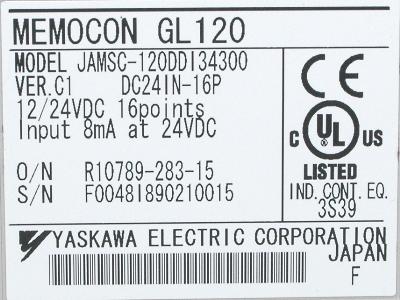 MEMOCON GL120
MODEL JAMSC-120DDI34300
VER.C1 DC24IN-16P
12/24VDC 16points
Input 8mA at 24VDC
O/N R10789-283-15
S/N F00481890210015
CE
C UL US
LISTED
IND. CONT. EQ.
3S39
YASKAWA ELECTRIC CORPORATION
JAPAN
F